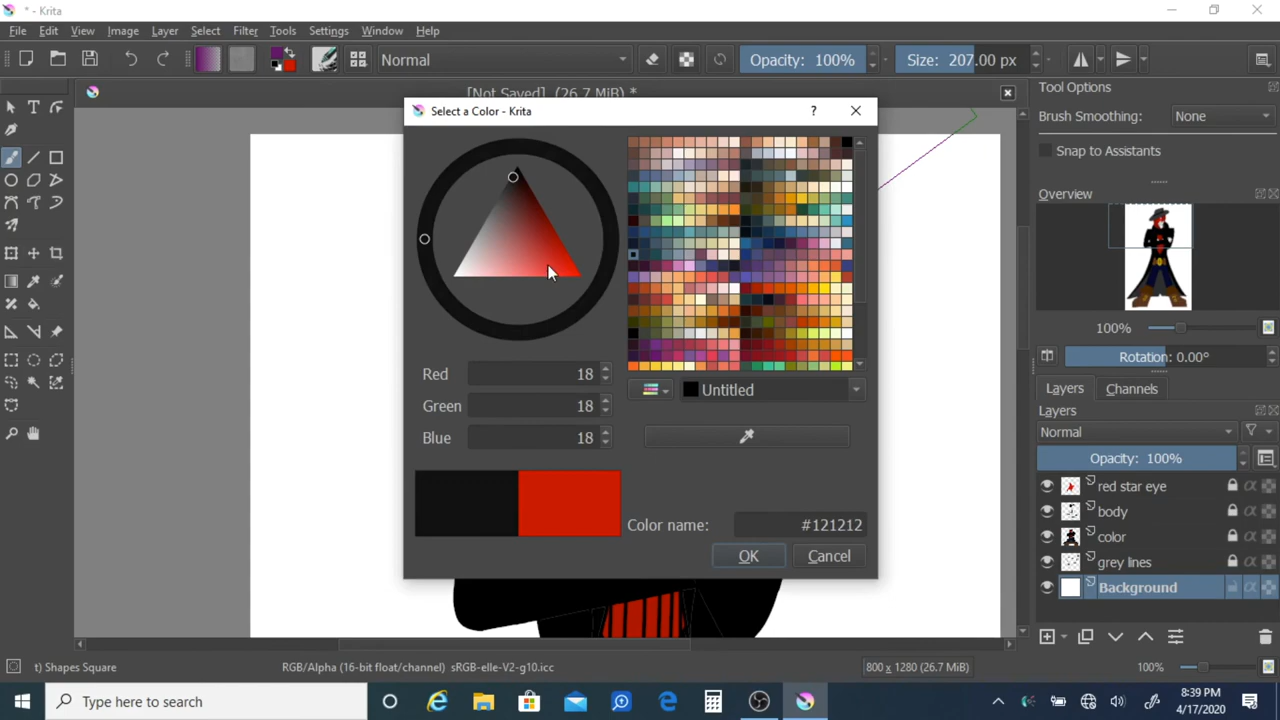 * - Krita
File Edit View Image Layer Select Filter Tools Settings Window Help
Normal
Opacity: 100%
Size: 207.00 px
[Not Saved] (26.7 MiB) *
Select a Color - Krita
?
Red 18
Green 18
Blue 18
Untitled
Color name: #121212
OK Cancel
Tool Options
Brush Smoothing: None
Snap to Assistants
Overview
100%
Rotation: 0.00°
Layers Channels
Layers
Normal
Opacity: 100%
red star eye
body
color
grey lines
Background
t) Shapes Square
RGB/Alpha (16-bit float/channel) sRGB-elle-V2-g10.icc
800 x 1280 (26.7 MiB)
100%
Type here to search
8:39 PM
4/17/2020